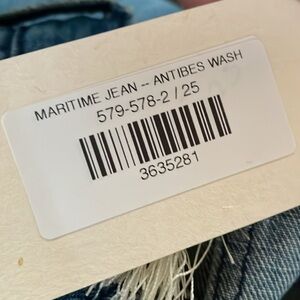 MARITIME JEAN -- ANTIBES WASH
579-578-2 / 25
3635281